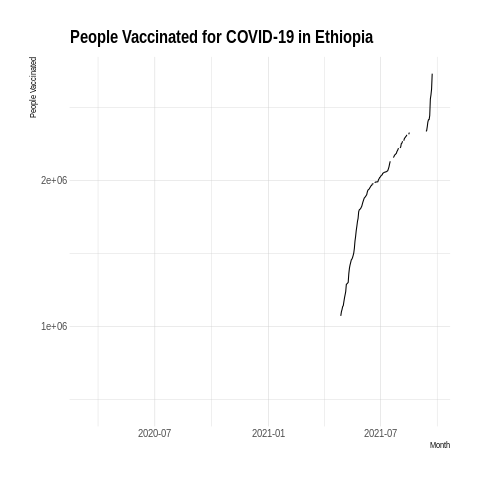 People Vaccinated for COVID-19 in Ethiopia
People Vaccinated
2e+06
1e+06
2020-07
2021-01
2021-07
Month